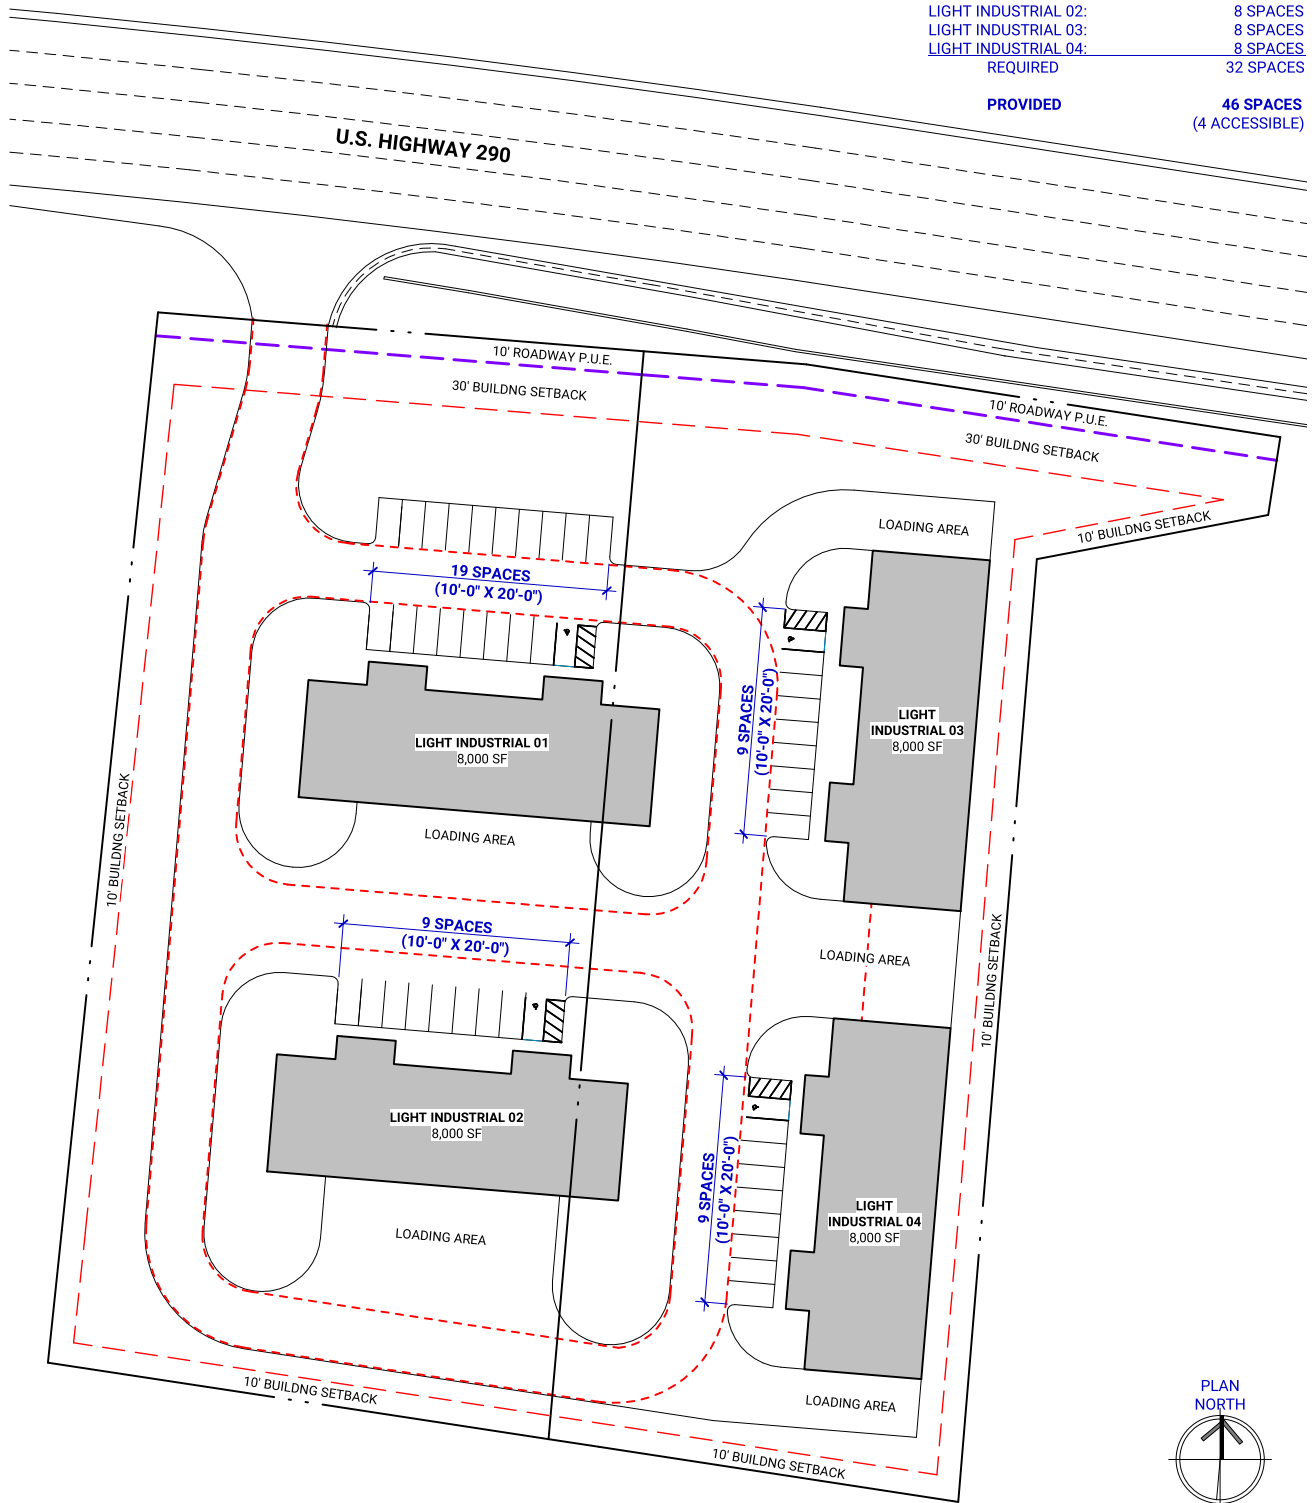 LIGHT INDUSTRIAL 02: 8 SPACES
LIGHT INDUSTRIAL 03: 8 SPACES
LIGHT INDUSTRIAL 04: 8 SPACES
REQUIRED 32 SPACES
PROVIDED 46 SPACES
(4 ACCESSIBLE)
U.S. HIGHWAY 290
10' ROADWAY P.U.E.
30' BUILDNG SETBACK
10' ROADWAY P.U.E.
30' BUILDNG SETBACK
10' BUILDNG SETBACK
LOADING AREA
19 SPACES
(10'-0" X 20'-0")
9 SPACES
(10'-0" X 20'-0")
LIGHT
INDUSTRIAL 03
8,000 SF
LIGHT INDUSTRIAL 01
8,000 SF
LOADING AREA
10' BUILDNG SETBACK
9 SPACES
(10'-0" X 20'-0")
LOADING AREA
10' BUILDNG SETBACK
LIGHT INDUSTRIAL 02
8,000 SF
9 SPACES
(10'-0" X 20'-0")
LIGHT
INDUSTRIAL 04
8,000 SF
LOADING AREA
10' BUILDNG SETBACK
LOADING AREA
10' BUILDNG SETBACK
PLAN
NORTH